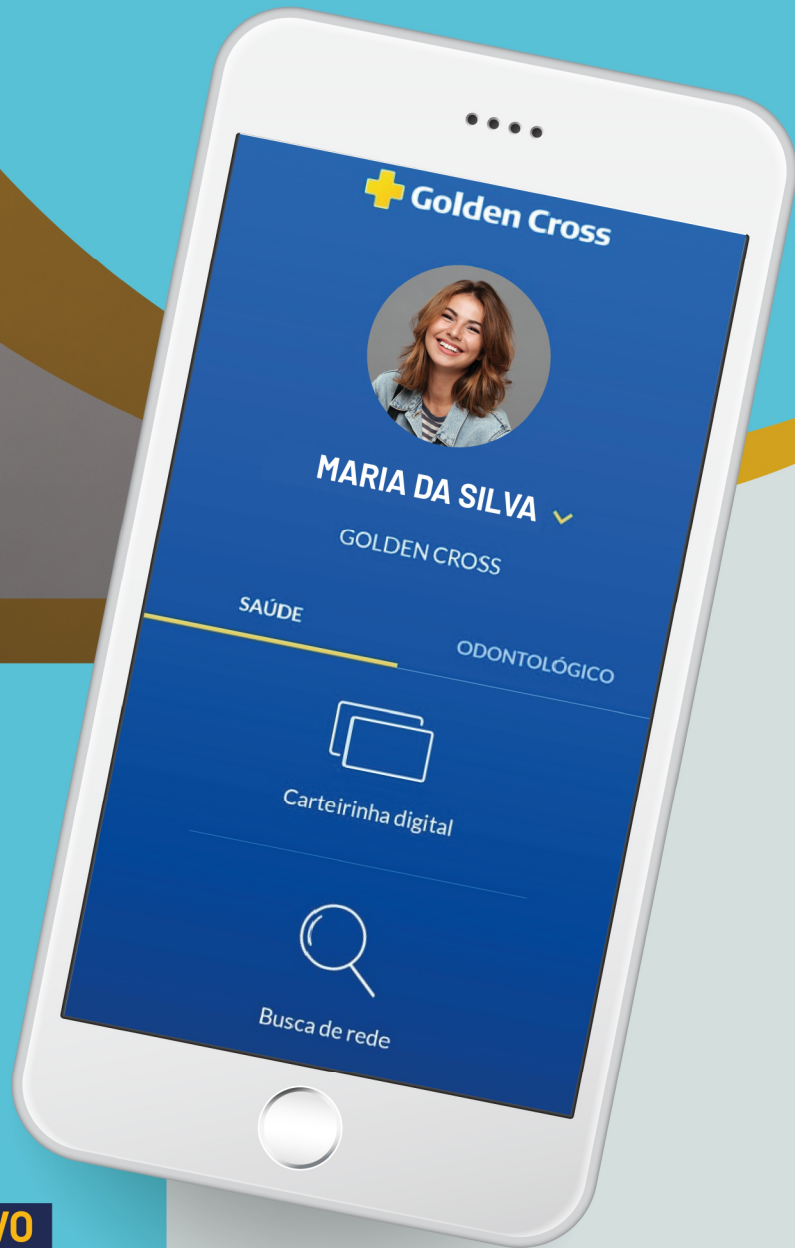 Golden Cross
MARIA DA SILVA
GOLDEN CROSS
SAÚDE
ODONTOLÓGICO
Carteirinha digital
Busca de rede